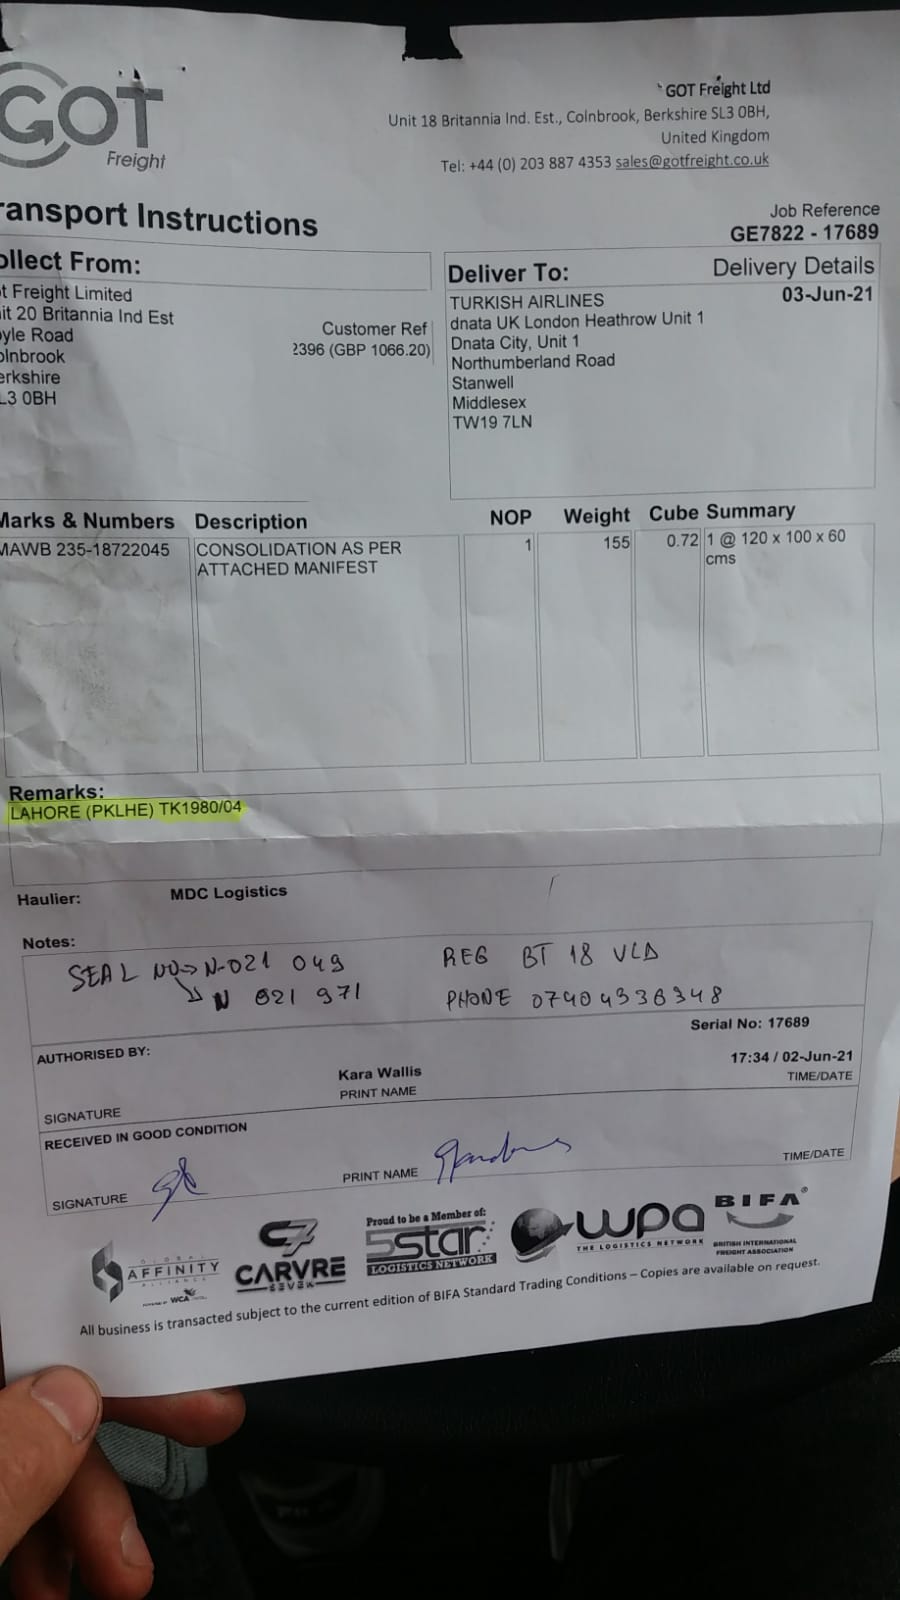 GOT
Freight
GOT Freight Ltd
Unit 18 Britannia Ind. Est., Colnbrook, Berkshire SL3 0BH,
United Kingdom
Tel: +44 (0) 203 887 4353 sales@gotfreight.co.uk
ransport Instructions
Job Reference
GE7822 - 17689
ollect From:
t Freight Limited
it 20 Britannia Ind Est
yle Road
olnbrook
erkshire
L3 0BH
Customer Ref
2396 (GBP 1066.20)
Deliver To:
Delivery Details
03-Jun-21
TURKISH AIRLINES
dnata UK London Heathrow Unit 1
Dnata City, Unit 1
Northumberland Road
Stanwell
Middlesex
TW19 7LN
Marks & Numbers Description NOP Weight Cube Summary
MAWB 235-18722045 CONSOLIDATION AS PER 1 155 0.72 1 @ 120 x 100 x 60
ATTACHED MANIFEST cms
Remarks:
LAHORE (PKLHE) TK1980/04
Haulier: MDC Logistics
Notes:
SEAL NO→ N-021 049 REG BT 18 VLD
N 021 971 PHONE 07404336348
Serial No: 17689
AUTHORISED BY:
Kara Wallis 17:34 / 02-Jun-21
SIGNATURE PRINT NAME TIME/DATE
RECEIVED IN GOOD CONDITION
SIGNATURE PRINT NAME TIME/DATE
GLOBAL
AFFINITY
ALLIANCE
POWERED BY WCA
C7
CARVRE
SEVEN
Proud to be a Member of:
5star
LOGISTICS NETWORK
wpa
THE LOGISTICS NETWORK
BIFA®
BRITISH INTERNATIONAL
FREIGHT ASSOCIATION
All business is transacted subject to the current edition of BIFA Standard Trading Conditions – Copies are available on request.